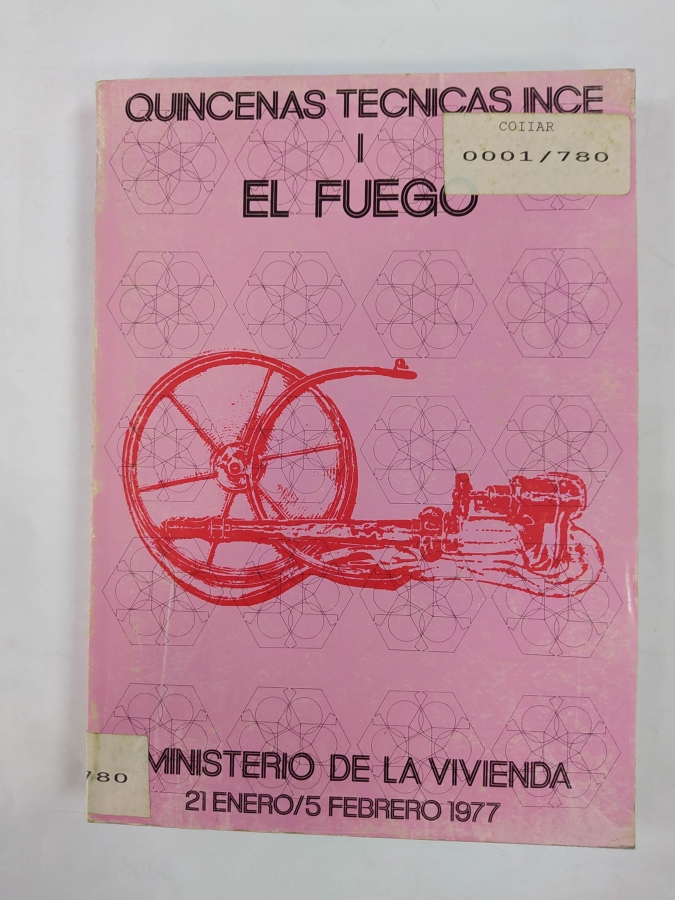 QUINCENAS TECNICAS INCE
COIIAR
0001/780
I
EL FUEGO
780
MINISTERIO DE LA VIVIENDA
21 ENERO/5 FEBRERO 1977